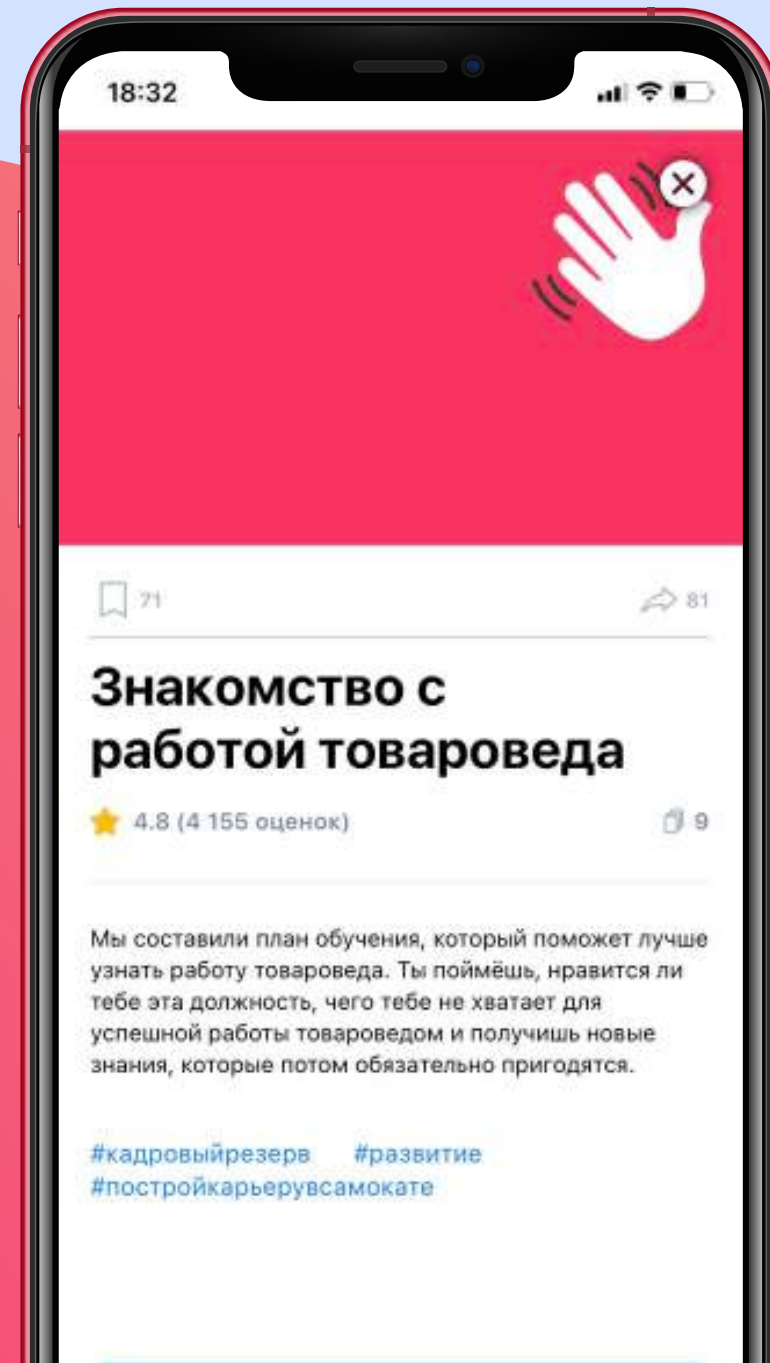 18:32
71
81
Знакомство с
работой товароведа
4.8 (4 155 оценок)
9
Мы составили план обучения, который поможет лучше
узнать работу товароведа. Ты поймёшь, нравится ли
тебе эта должность, чего тебе не хватает для
успешной работы товароведом и получишь новые
знания, которые потом обязательно пригодятся.
#кадровыйрезерв #развитие
#постройкарьерувсамокате